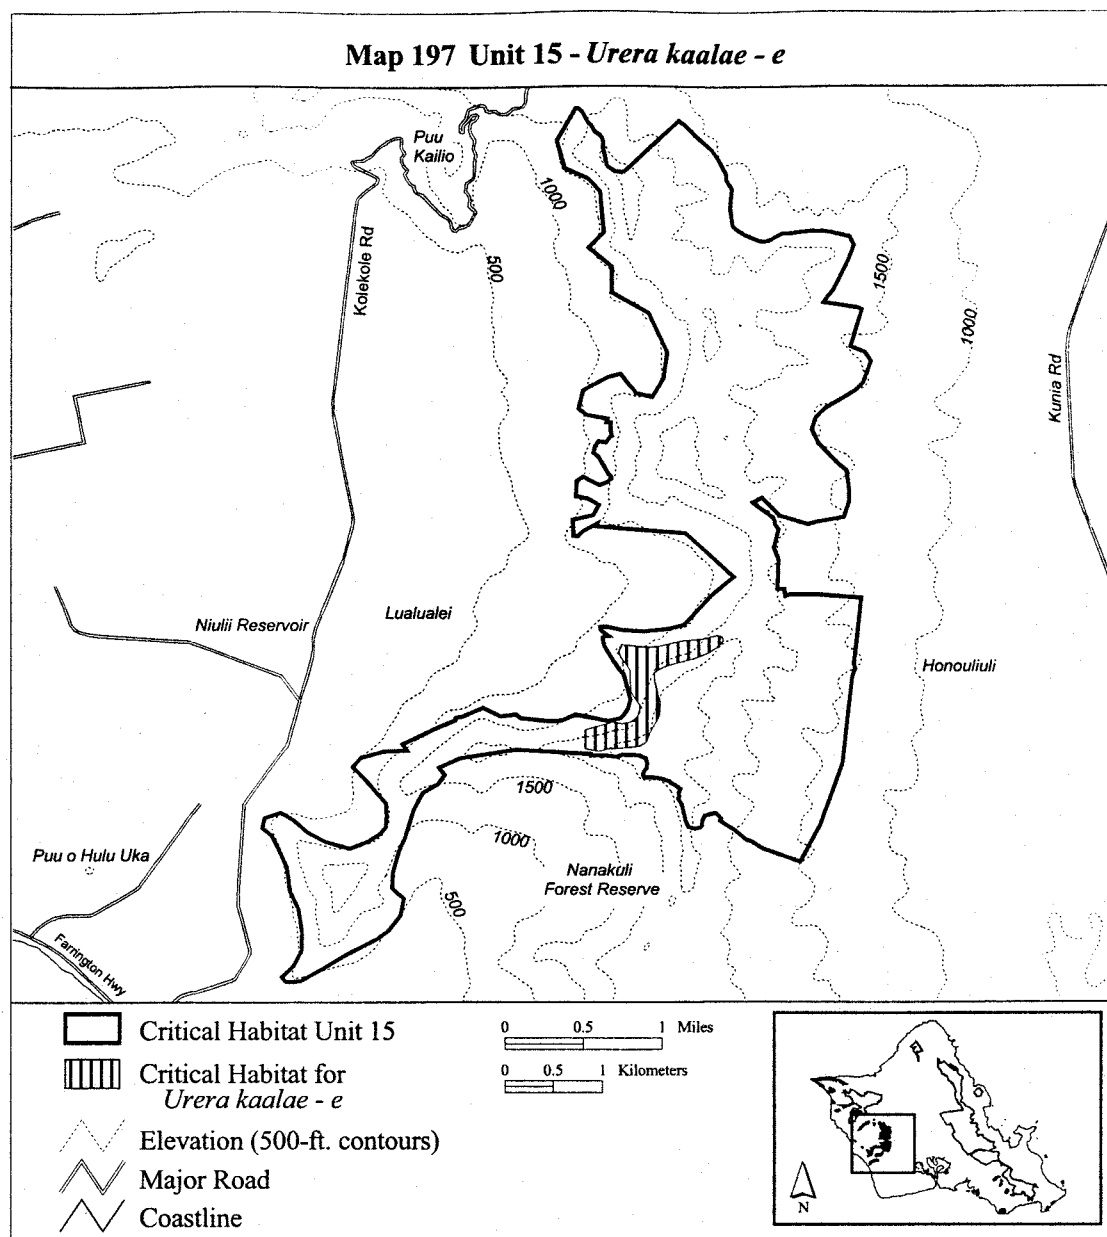 Map 197 Unit 15 - Urera kaalae - e
Puu
Kailio
1000
500
Kolekole Rd
1500
1000
Kunia Rd
Niulii Reservoir
Lualualei
Honouliuli
1500
1000
Puu o Hulu Uka
Nanakuli
Forest Reserve
500
Farrington Hwy
Critical Habitat Unit 15
Critical Habitat for
Urera kaalae - e
Elevation (500-ft. contours)
Major Road
Coastline
0 0.5 1 Miles
0 0.5 1 Kilometers
N